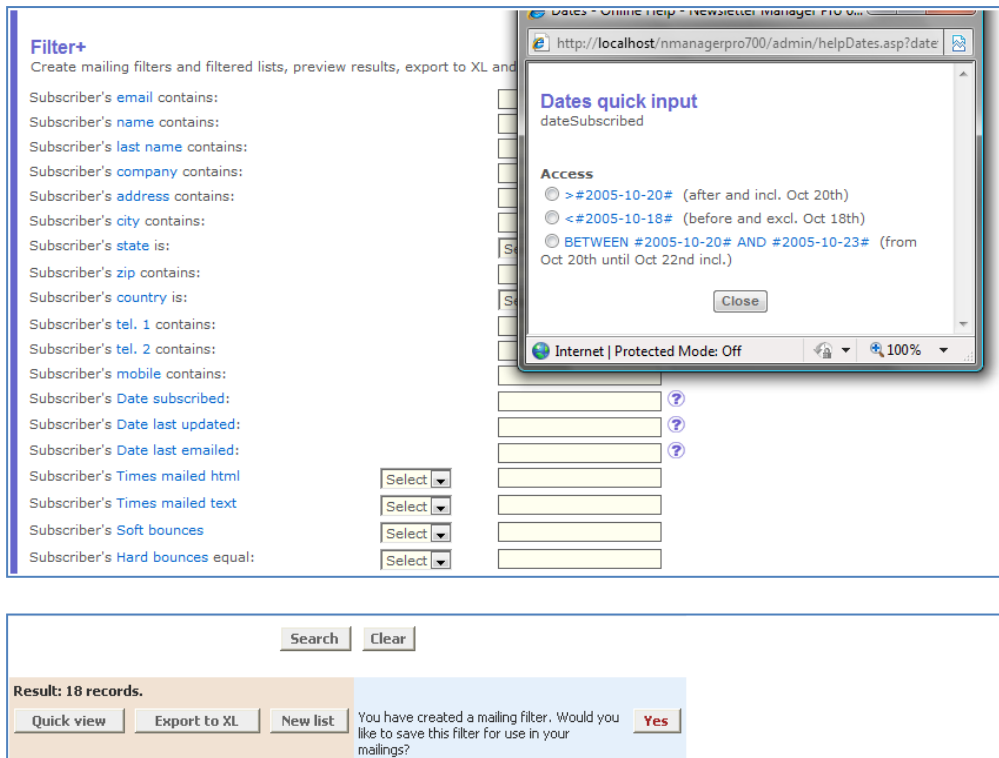 Filter+
Create mailing filters and filtered lists, preview results, export to XL and
Subscriber's email contains:
Subscriber's name contains:
Subscriber's last name contains:
Subscriber's company contains:
Subscriber's address contains:
Subscriber's city contains:
Subscriber's state is:
Subscriber's zip contains:
Subscriber's country is:
Subscriber's tel. 1 contains:
Subscriber's tel. 2 contains:
Subscriber's mobile contains:
Subscriber's Date subscribed:
Subscriber's Date last updated:
Subscriber's Date last emailed:
Subscriber's Times mailed html Select
Subscriber's Times mailed text Select
Subscriber's Soft bounces Select
Subscriber's Hard bounces equal: Select
Dates - Online Help - Newsletter Manager Pro
http://localhost/nmanagerpro700/admin/helpDates.asp?date
Dates quick input
dateSubscribed
Access
>#2005-10-20# (after and incl. Oct 20th)
<#2005-10-18# (before and excl. Oct 18th)
BETWEEN #2005-10-20# AND #2005-10-23# (from
Oct 20th until Oct 22nd incl.)
Close
Internet | Protected Mode: Off 100%
Search Clear
Result: 18 records.
Quick view Export to XL New list
You have created a mailing filter. Would you
like to save this filter for use in your
mailings?
Yes